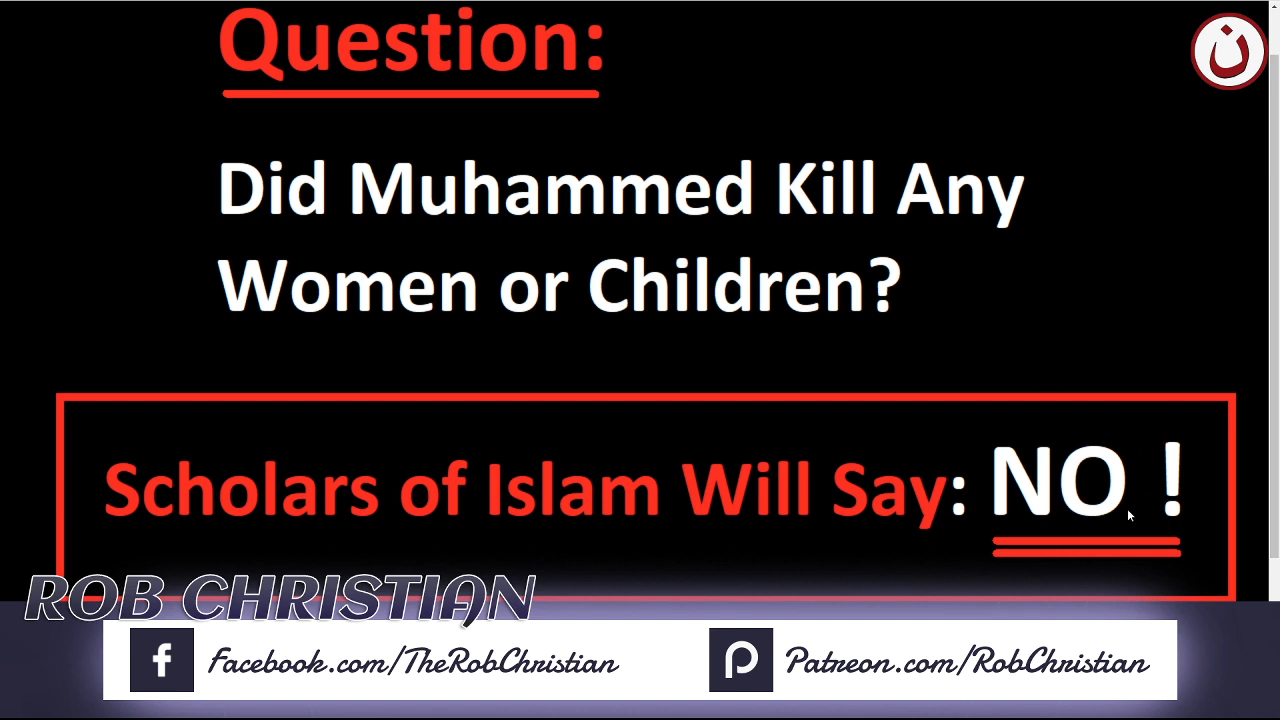 Question:
ن
Did Muhammed Kill Any
Women or Children?
Scholars of Islam Will Say: NO !
ROB CHRISTIAN
f Facebook.com/TheRobChristian
Patreon.com/RobChristian